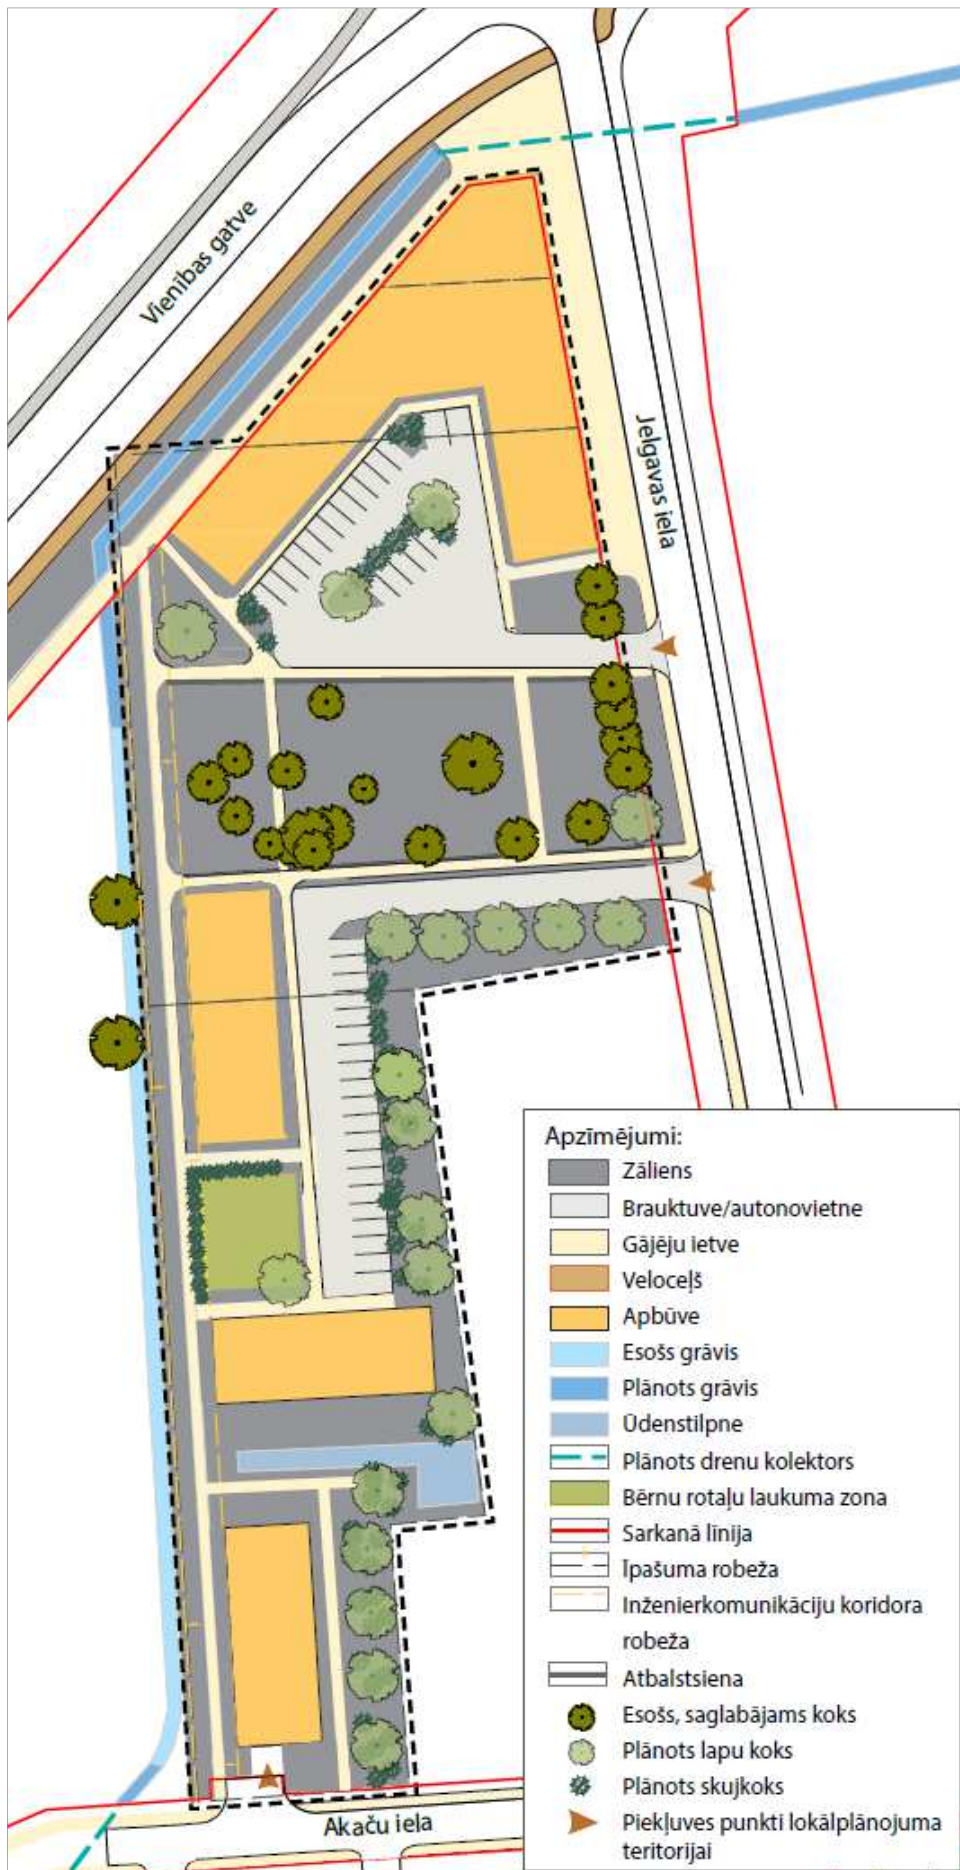 Vienības gatve
Jelgavas iela
Apzīmējumi:
Zāliens
Brauktuve/autonovietne
Gājēju ietve
Veloceļš
Apbūve
Esošs grāvis
Plānots grāvis
Ūdenstilpne
Plānots drenu kolektors
Bērnu rotaļu laukuma zona
Sarkanā līnija
Īpašuma robeža
Inženierkomunikāciju koridora
robeža
Atbalstsiena
Esošs, saglabājams koks
Plānots lapu koks
Plānots skujkoks
Piekļuves punkti lokālplānojuma
teritorijai
Akaču iela